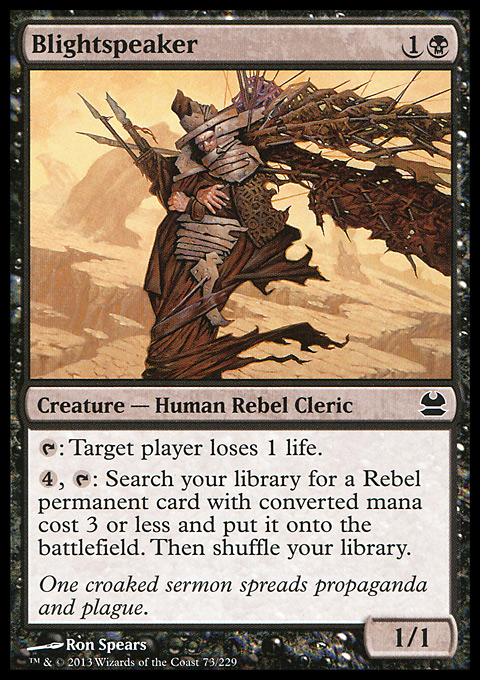 Blightspeaker 1
Creature — Human Rebel Cleric
: Target player loses 1 life.
4, : Search your library for a Rebel
permanent card with converted mana
cost 3 or less and put it onto the
battlefield. Then shuffle your library.
One croaked sermon spreads propaganda
and plague.
Ron Spears
1/1
™ & © 2013 Wizards of the Coast 73/229